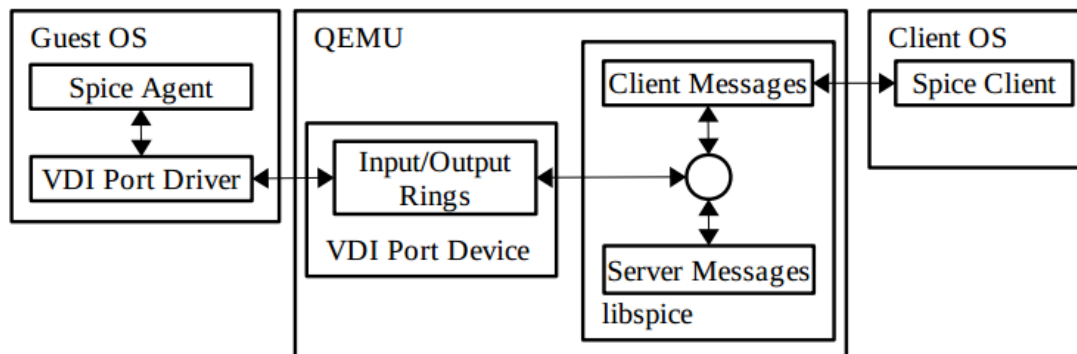 Guest OS
Spice Agent
VDI Port Driver
QEMU
Input/Output
Rings
VDI Port Device
Client Messages
Server Messages
libspice
Client OS
Spice Client